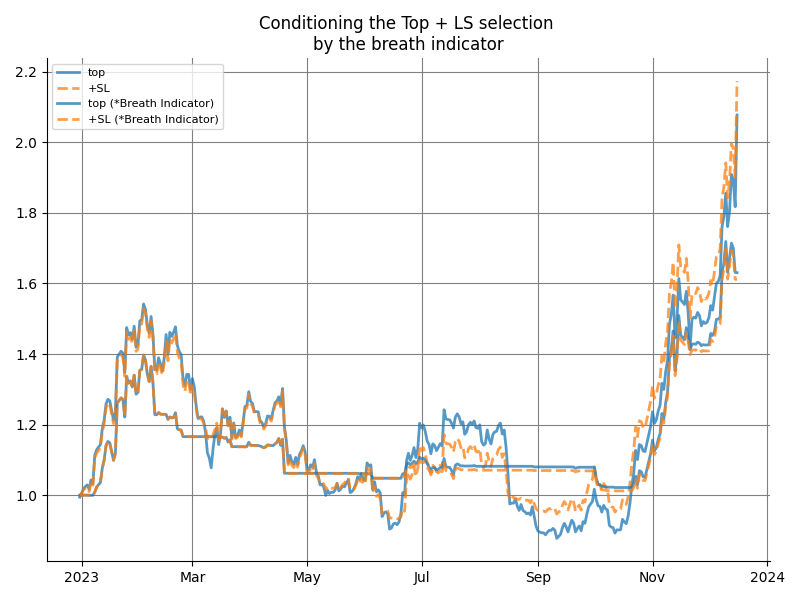 Conditioning the Top + LS selection
by the breath indicator
top
+SL
top (*Breath Indicator)
+SL (*Breath Indicator)
2.2
2.0
1.8
1.6
1.4
1.2
1.0
2023
Mar
May
Jul
Sep
Nov
2024